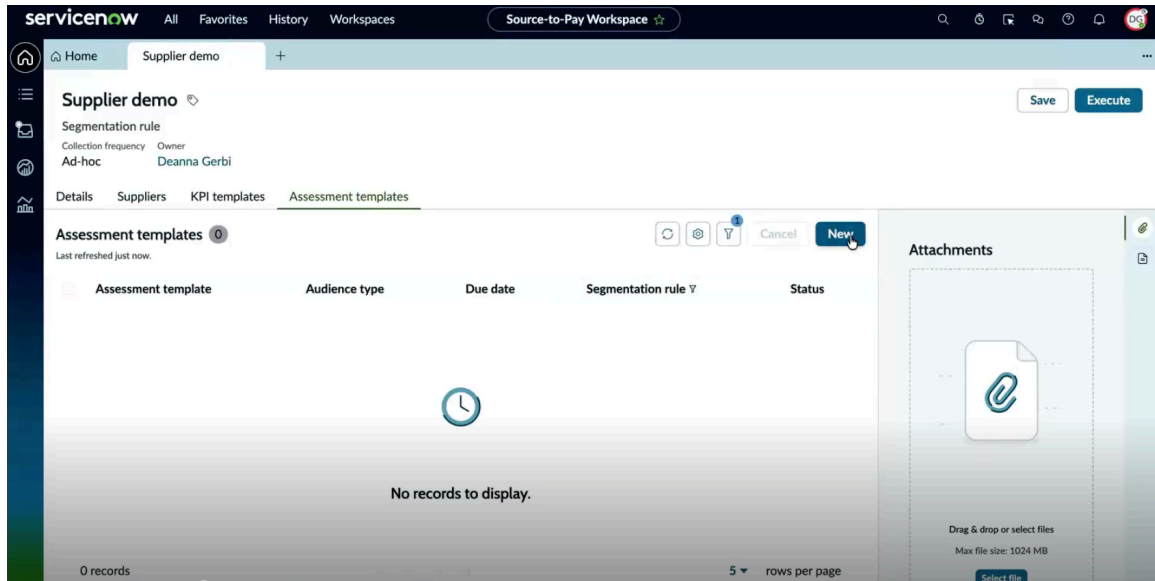 servicenow All Favorites History Workspaces Source-to-Pay Workspace DG
Home Supplier demo
Supplier demo
Save Execute
Segmentation rule
Collection frequency Owner
Ad-hoc Deanna Gerbi
Details Suppliers KPI templates Assessment templates
Assessment templates 0
1
Cancel New
Last refreshed just now.
Attachments
Assessment template Audience type Due date Segmentation rule Status
No records to display.
Drag & drop or select files
Max file size: 1024 MB
Select file
0 records 5 rows per page